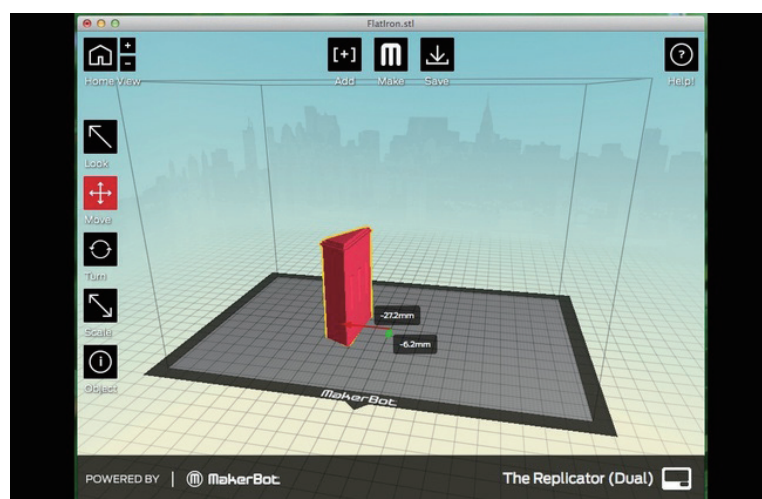 FlatIron.stl
Home View
Add Make Save
Help!
Look
Move
Turn
Scale
Object
-27.2mm
-6.2mm
MakerBot
POWERED BY | MakerBot
The Replicator (Dual)